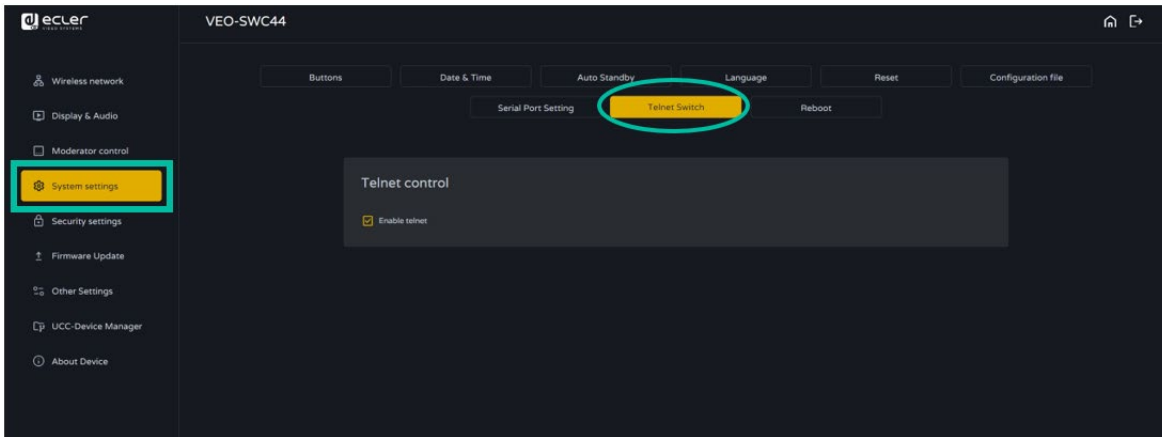 ecler
VEO-SWC44
Wireless network
Display & Audio
Moderator control
System settings
Security settings
Firmware Update
Other Settings
UCC-Device Manager
About Device
Buttons
Date & Time
Auto Standby
Language
Reset
Configuration file
Serial Port Setting
Telnet Switch
Reboot
Telnet control
Enable telnet